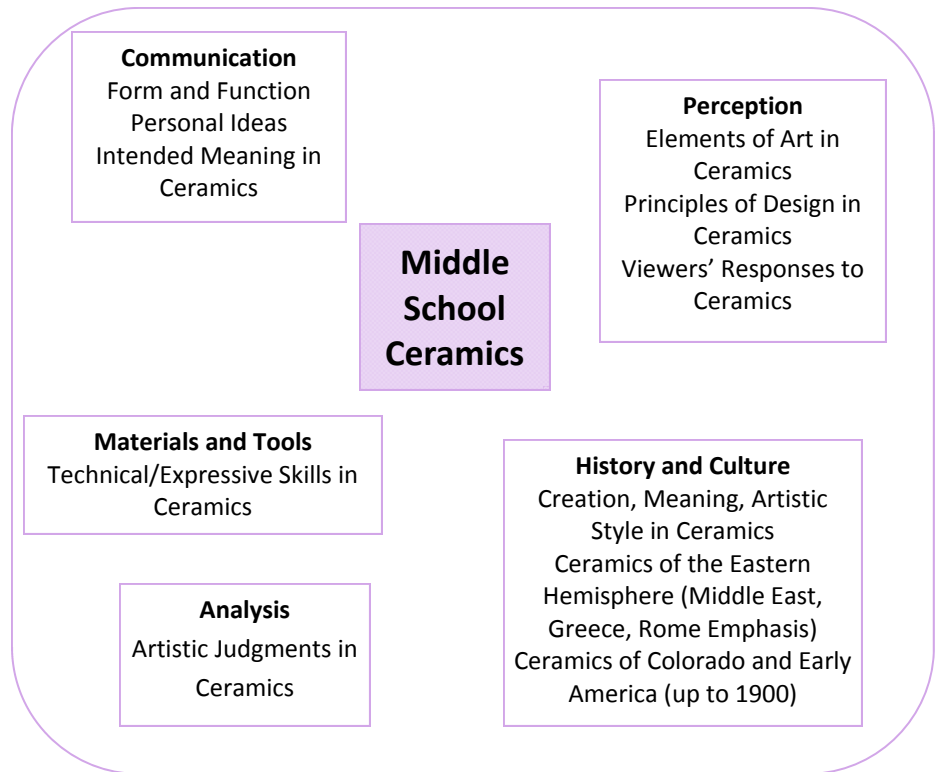 Communication
Form and Function
Personal Ideas
Intended Meaning in
Ceramics
Perception
Elements of Art in
Ceramics
Principles of Design in
Ceramics
Viewers’ Responses to
Ceramics
Middle
School
Ceramics
Materials and Tools
Technical/Expressive Skills in
Ceramics
History and Culture
Creation, Meaning, Artistic
Style in Ceramics
Ceramics of the Eastern
Hemisphere (Middle East,
Greece, Rome Emphasis)
Ceramics of Colorado and Early
America (up to 1900)
Analysis
Artistic Judgments in
Ceramics